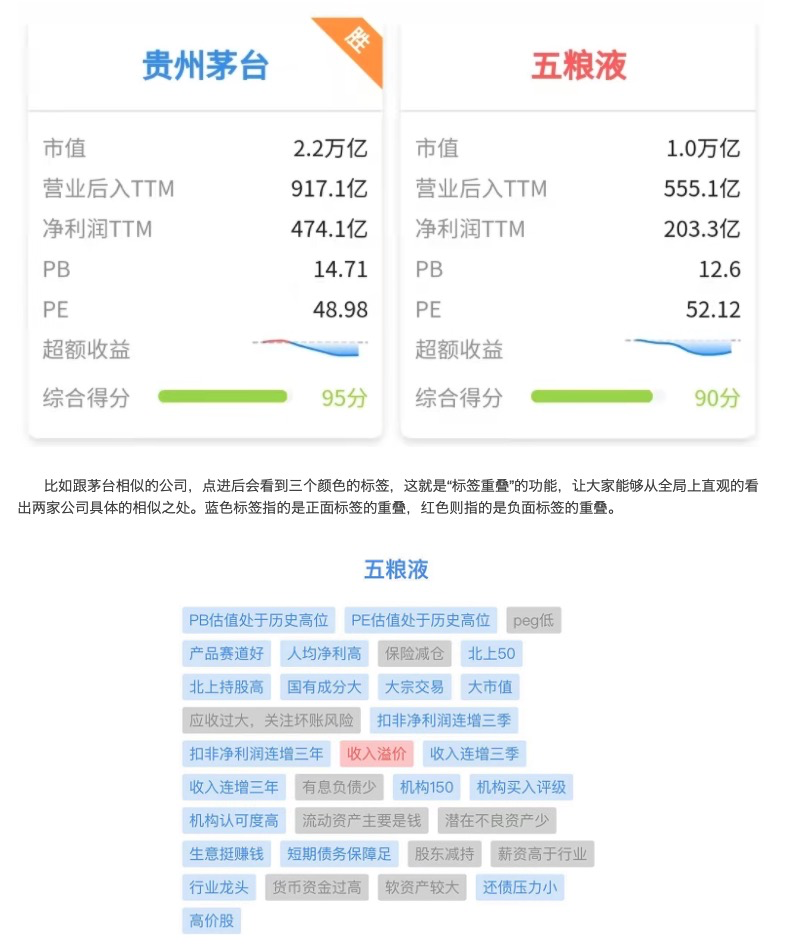 胜
贵州茅台
市值 2.2万亿
营业后入TTM 917.1亿
净利润TTM 474.1亿
PB 14.71
PE 48.98
超额收益
综合得分 95分
五粮液
市值 1.0万亿
营业后入TTM 555.1亿
净利润TTM 203.3亿
PB 12.6
PE 52.12
超额收益
综合得分 90分
比如跟茅台相似的公司，点进后会看到三个颜色的标签，这就是“标签重叠”的功能，让大家能够从全局上直观的看
出两家公司具体的相似之处。蓝色标签指的是正面标签的重叠，红色则指的是负面标签的重叠。
五粮液
PB估值处于历史高位 PE估值处于历史高位 peg低
产品赛道好 人均净利高 保险减仓 北上50
北上持股高 国有成分大 大宗交易 大市值
应收过大，关注坏账风险 扣非净利润连增三季
扣非净利润连增三年 收入溢价 收入连增三季
收入连增三年 有息负债少 机构150 机构买入评级
机构认可度高 流动资产主要是钱 潜在不良资产少
生意挺赚钱 短期债务保障足 股东减持 薪资高于行业
行业龙头 货币资金过高 软资产较大 还债压力小
高价股